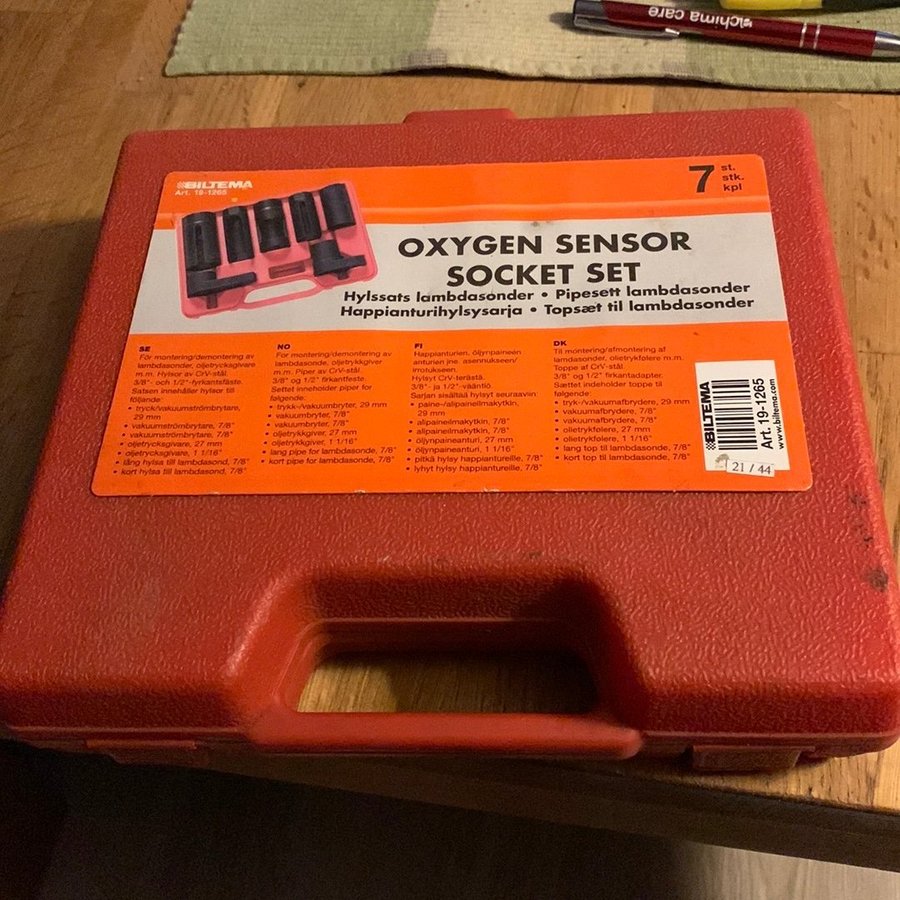 achima care
BILTEMA
Art. 19-1265
7 st.
stk.
kpl
OXYGEN SENSOR
SOCKET SET
Hylssats lambdasonder • Pipesett lambdasonder
Happianturihylsysarja • Topsæt til lambdasonder
SE
För montering/demontering av
lambdasonder, oljetrycksgivare
m.m. Hylsor av CrV-stål.
3/8"- och 1/2"-fyrkantsfäste.
Satsen innehåller hylsor till
följande:
• tryck/vakuumströmbrytare,
29 mm
• vakuumströmbrytare, 7/8"
• vakuumströmbrytare, 7/8"
• oljetrycksgivare, 27 mm
• oljetrycksgivare, 1 1/16"
• lång hylsa till lambdasond, 7/8"
• kort hylsa till lambdasond, 7/8"
NO
For montering/demontering av
lambdasonde, oljetrykkgiver
m.m. Piper av CrV-stål.
3/8" og 1/2" firkantfeste.
Settet inneholder piper for
følgende:
• trykk-/vakuumbryter, 29 mm
• vakuumbryter, 7/8"
• vakuumbryter, 7/8"
• oljetrykkgiver, 27 mm
• oljetrykkgiver, 1 1/16"
• lang pipe for lambdasonde, 7/8"
• kort pipe for lambdasonde, 7/8"
FI
Happianturien, öljynpaineen
anturien jne. asennukseen/
irrotukseen.
Hylsyt CrV-terästä.
3/8"- ja 1/2"-vääntiö.
Sarjan sisältää hylsyt seuraaviin:
• paine-/alipaineilmakytkin,
29 mm
• alipaineilmakytkin, 7/8"
• alipaineilmakytkin, 7/8"
• öljynpaineanturi, 27 mm
• öljynpaineanturi, 1 1/16"
• pitkä hylsy happiantureille, 7/8"
• lyhyt hylsy happiantureille, 7/8"
DK
Til montering/afmontering af
lambdasonder, olietrykfølere m.m.
Toppe af CrV-stål.
3/8" og 1/2" firkantadapter.
Sættet indeholder toppe til
følgende
• tryk-/vakuumafbrydere, 29 mm
• vakuumafbrydere, 7/8"
• vakuumafbrydere, 7/8"
• olietrykfølere, 27 mm
• olietrykfølere, 1 1/16"
• lang top til lambdasonde, 7/8"
• kort top til lambdasonde, 7/8"
BILTEMA
Art. 19-1265
www.biltema.com
21 / 44